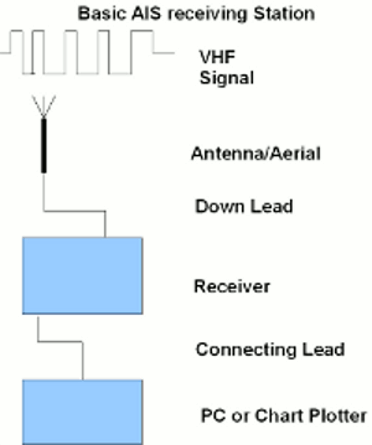 Basic AIS receiving Station
VHF
Signal
Antenna/Aerial
Down Lead
Receiver
Connecting Lead
PC or Chart Plotter